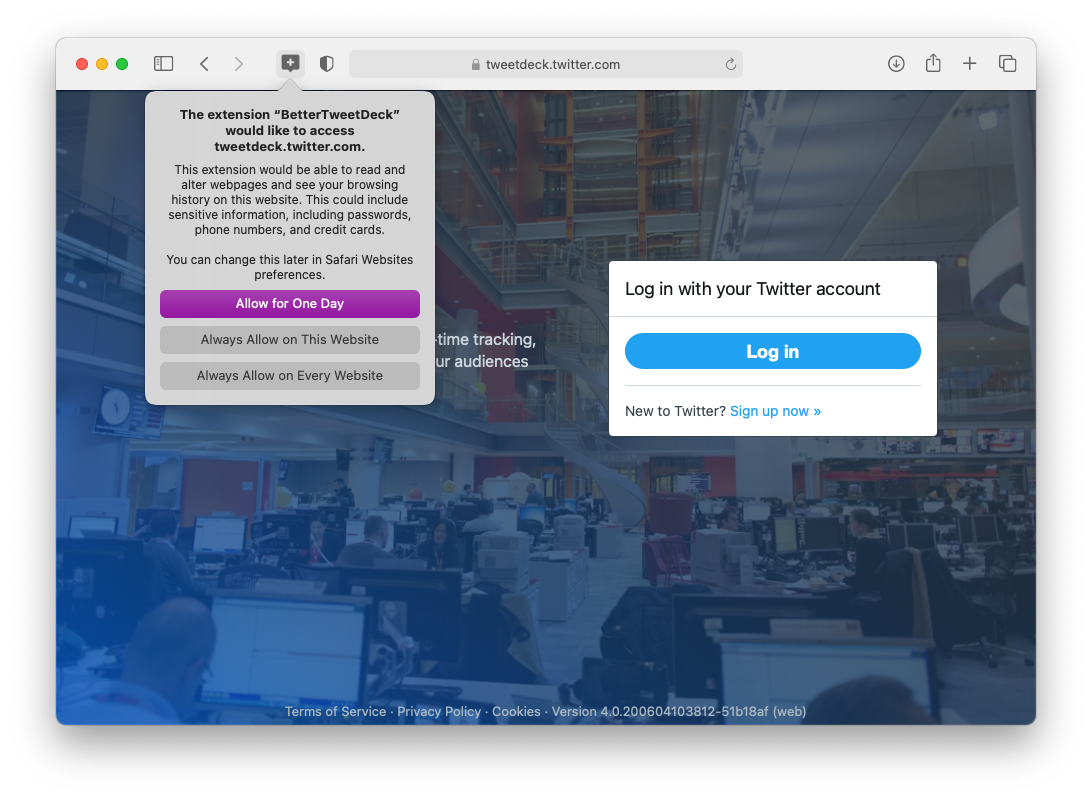 tweetdeck.twitter.com
The extension “BetterTweetDeck”
would like to access
tweetdeck.twitter.com.
This extension would be able to read and
alter webpages and see your browsing
history on this website. This could include
sensitive information, including passwords,
phone numbers, and credit cards.
You can change this later in Safari Websites
preferences.
Allow for One Day
Always Allow on This Website
Always Allow on Every Website
-time tracking,
ur audiences
Log in with your Twitter account
Log in
New to Twitter? Sign up now »
Terms of Service · Privacy Policy · Cookies · Version 4.0.200604103812-51b18af (web)